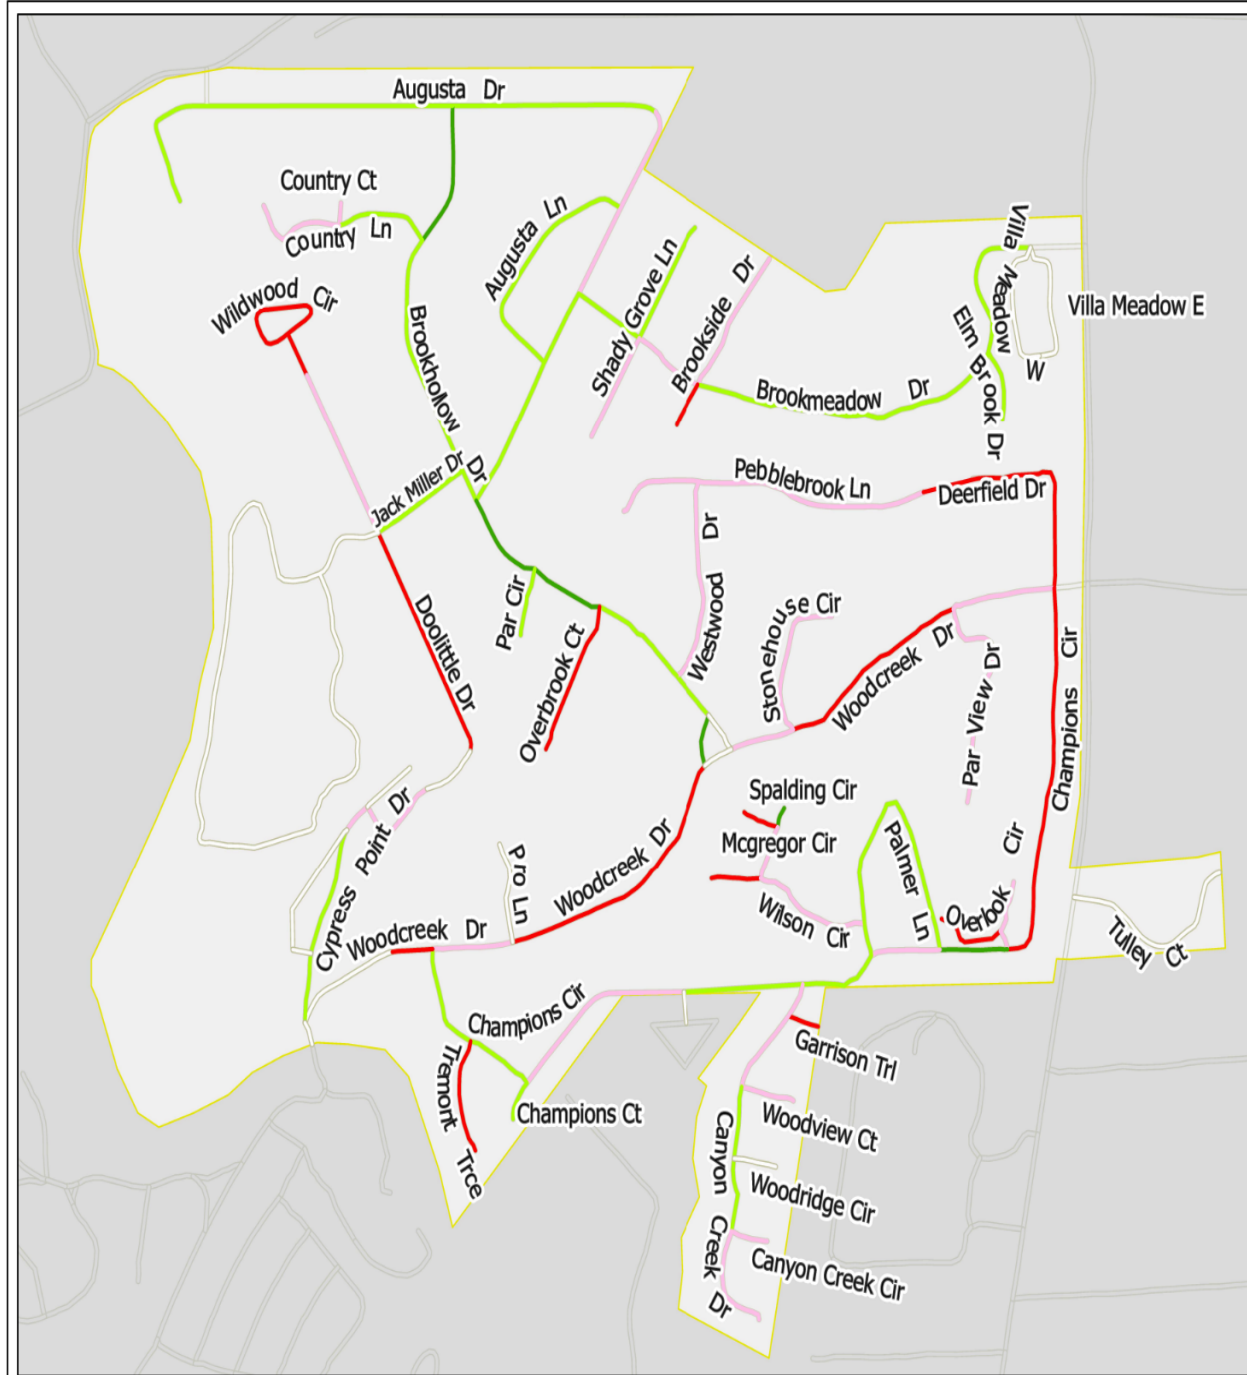 Augusta Dr
Country Ct
Country Ln
Augusta Ln
Wildwood Cir
Brookhollow Dr
Shady Grove Ln
Brookside Dr
Villa Meadow W
Villa Meadow E
Elm Brook Dr
Brookmeadow Dr
Jack Miller Dr
Pebblebrook Ln
Deerfield Dr
Westwood Dr
Par Cir
Doolittle Dr
Overbrook Ct
Stonehouse Cir
Woodcreek Dr
Par View Dr
Champions Cir
Spalding Cir
Mcgregor Cir
Palmer Ln
Cypress Point Dr
Pro Ln
Woodcreek Dr
Wilson Cir
Overlook Cir
Woodcreek Dr
Tulley Ct
Champions Cir
Garrison Trl
Tremont Trce
Champions Ct
Woodview Ct
Canyon Creek Dr
Woodridge Cir
Canyon Creek Cir